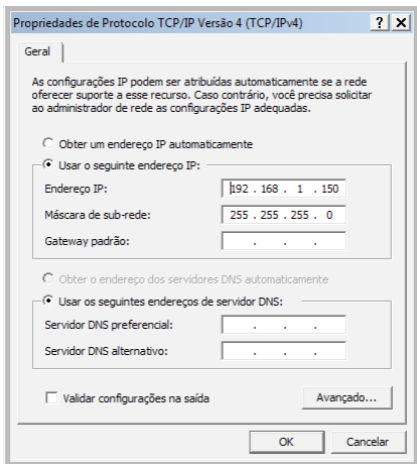 Propriedades de Protocolo TCP/IP Versão 4 (TCP/IPv4)
Geral
As configurações IP podem ser atribuídas automaticamente se a rede
oferecer suporte a esse recurso. Caso contrário, você precisa solicitar
ao administrador de rede as configurações IP adequadas.
Obter um endereço IP automaticamente
Usar o seguinte endereço IP:
Endereço IP: 192 . 168 . 1 . 150
Máscara de sub-rede: 255 . 255 . 255 . 0
Gateway padrão: . . .
Obter o endereço dos servidores DNS automaticamente
Usar os seguintes endereços de servidor DNS:
Servidor DNS preferencial: . . .
Servidor DNS alternativo: . . .
Validar configurações na saída
Avançado...
OK Cancelar